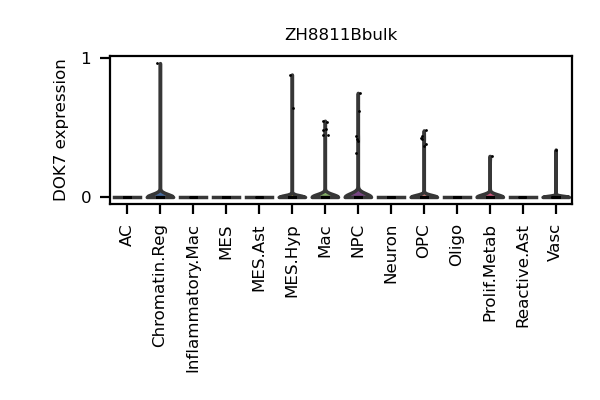 ZH8811Bbulk
DOK7 expression
1
0
AC
Chromatin.Reg
Inflammatory.Mac
MES
MES.Ast
MES.Hyp
Mac
NPC
Neuron
OPC
Oligo
Prolif.Metab
Reactive.Ast
Vasc